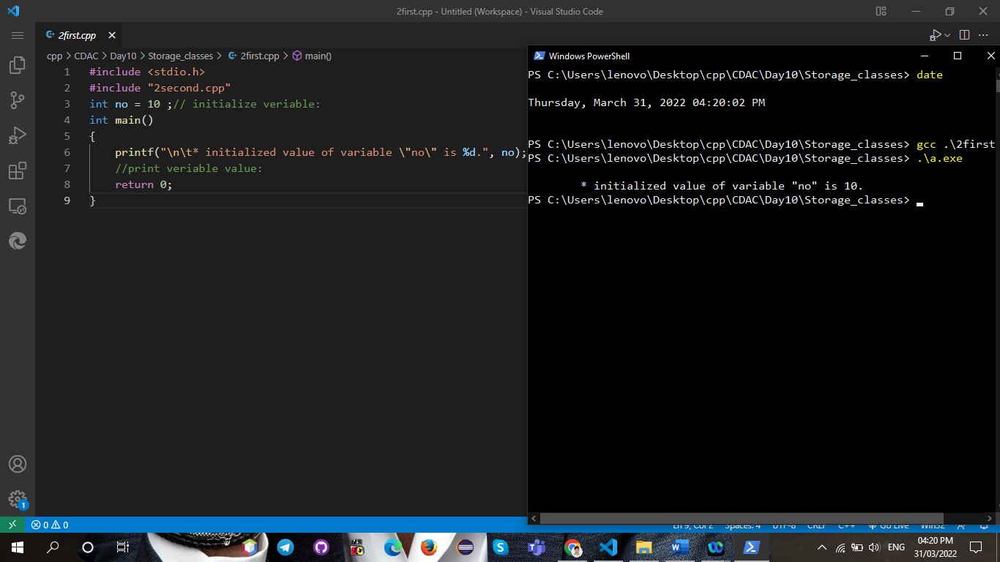 2first.cpp - Untitled (Workspace) - Visual Studio Code
2first.cpp
cpp > CDAC > Day10 > Storage_classes > 2first.cpp > main()
1 #include <stdio.h>
2 #include "2second.cpp"
3 int no = 10 ;// initialize veriable:
4 int main()
5 {
6 printf("\n\t* initialized value of variable \"no\" is %d.", no);
7 //print veriable value:
8 return 0;
9 }
Windows PowerShell
PS C:\Users\lenovo\Desktop\cpp\CDAC\Day10\Storage_classes> date
Thursday, March 31, 2022 04:20:02 PM
PS C:\Users\lenovo\Desktop\cpp\CDAC\Day10\Storage_classes> gcc .\2first
PS C:\Users\lenovo\Desktop\cpp\CDAC\Day10\Storage_classes> .\a.exe
* initialized value of variable "no" is 10.
PS C:\Users\lenovo\Desktop\cpp\CDAC\Day10\Storage_classes>
1
0 0
Ln 9, Col 2 Spaces: 4 UTF-8 CRLF C++ Go Live Win32
ENG
04:20 PM
31/03/2022